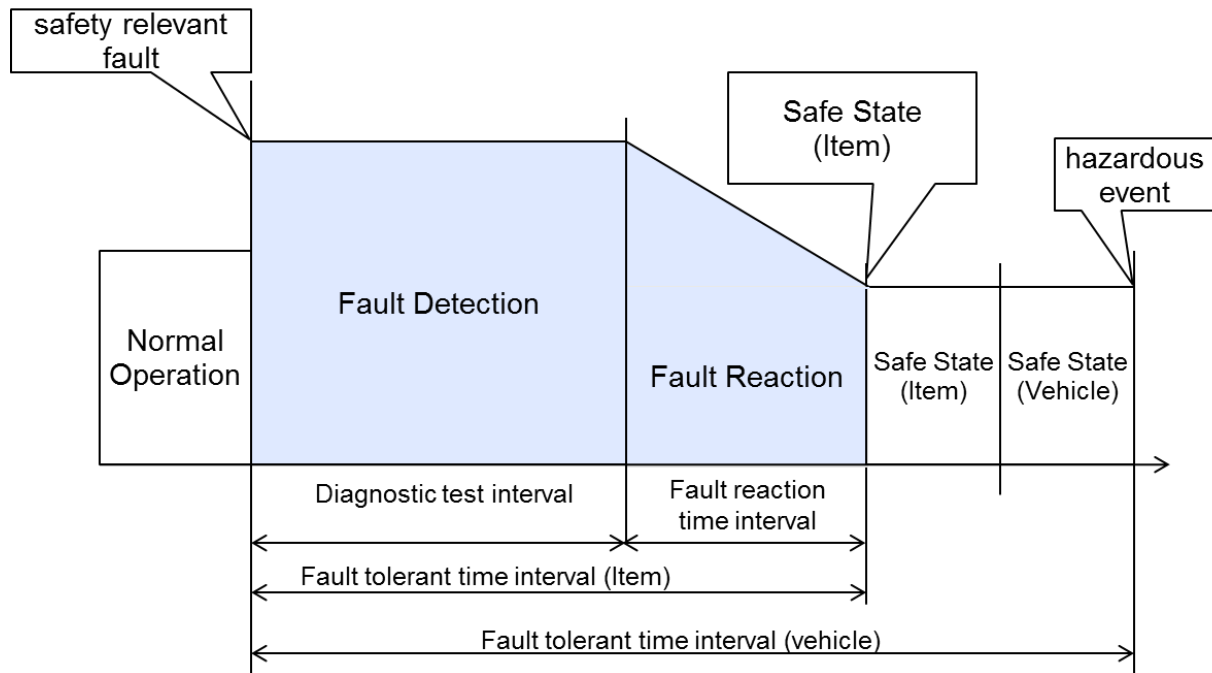 safety relevant
fault
Safe State
(Item)
hazardous
event
Fault Detection
Normal
Operation
Fault Reaction
Safe State
(Item)
Safe State
(Vehicle)
Diagnostic test interval
Fault reaction
time interval
Fault tolerant time interval (Item)
Fault tolerant time interval (vehicle)